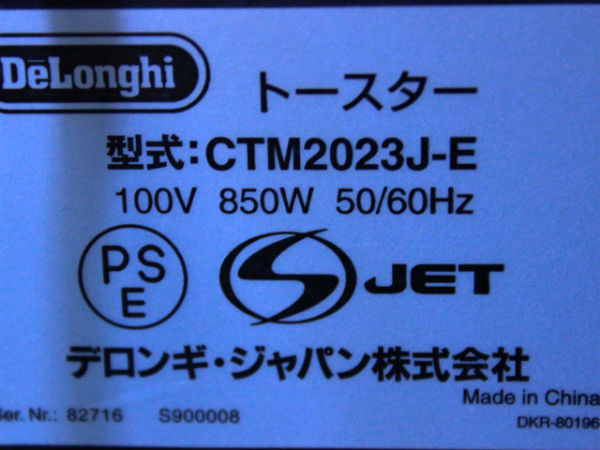 DeLonghi トースター
型式:CTM2023J-E
100V 850W 50/60Hz
PSE JET
デロンギ・ジャパン株式会社
Made in China
Ser. Nr.: 82716 S900008 DKR-80196